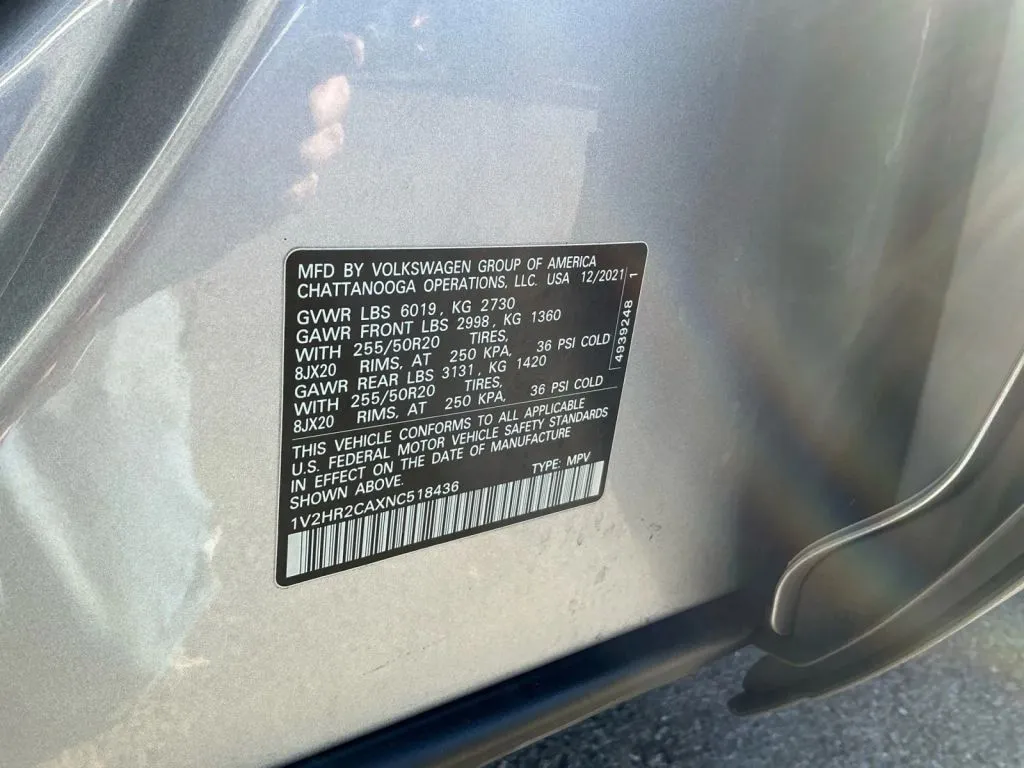 MFD BY VOLKSWAGEN GROUP OF AMERICA
CHATTANOOGA OPERATIONS, LLC. USA 12/2021
GVWR LBS 6019, KG 2730
GAWR FRONT LBS 2998, KG 1360
WITH 255/50R20 TIRES,
8JX20 RIMS, AT 250 KPA, 36 PSI COLD
GAWR REAR LBS 3131, KG 1420
WITH 255/50R20 TIRES,
8JX20 RIMS, AT 250 KPA, 36 PSI COLD
THIS VEHICLE CONFORMS TO ALL APPLICABLE
U.S. FEDERAL MOTOR VEHICLE SAFETY STANDARDS
IN EFFECT ON THE DATE OF MANUFACTURE
SHOWN ABOVE. TYPE: MPV
1V2HR2CAXNC518436
4939248 1